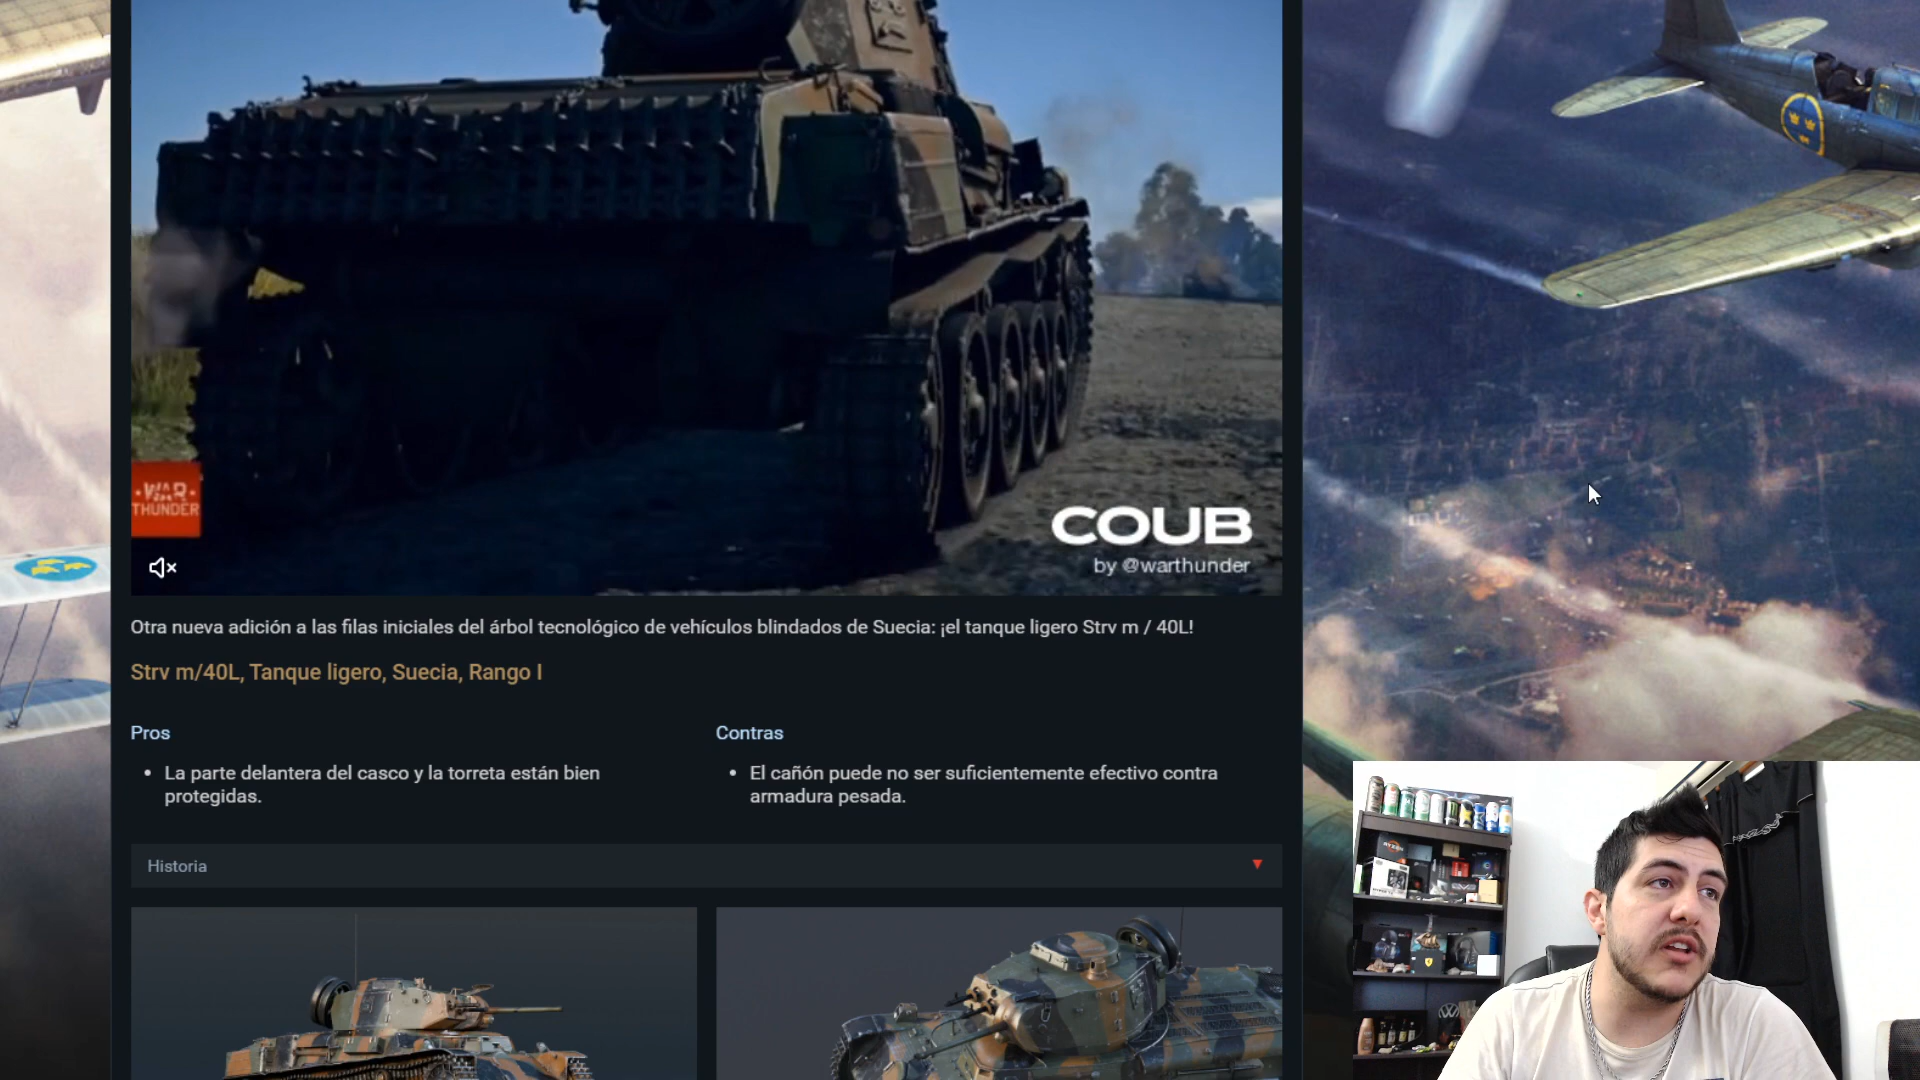 WAR
THUNDER
COUB
by @warthunder
Otra nueva adición a las filas iniciales del árbol tecnológico de vehículos blindados de Suecia: ¡el tanque ligero Strv m / 40L!
Strv m/40L, Tanque ligero, Suecia, Rango I
Pros
Contras
• La parte delantera del casco y la torreta están bien
protegidas.
• El cañón puede no ser suficientemente efectivo contra
armadura pesada.
Historia
RYZEN